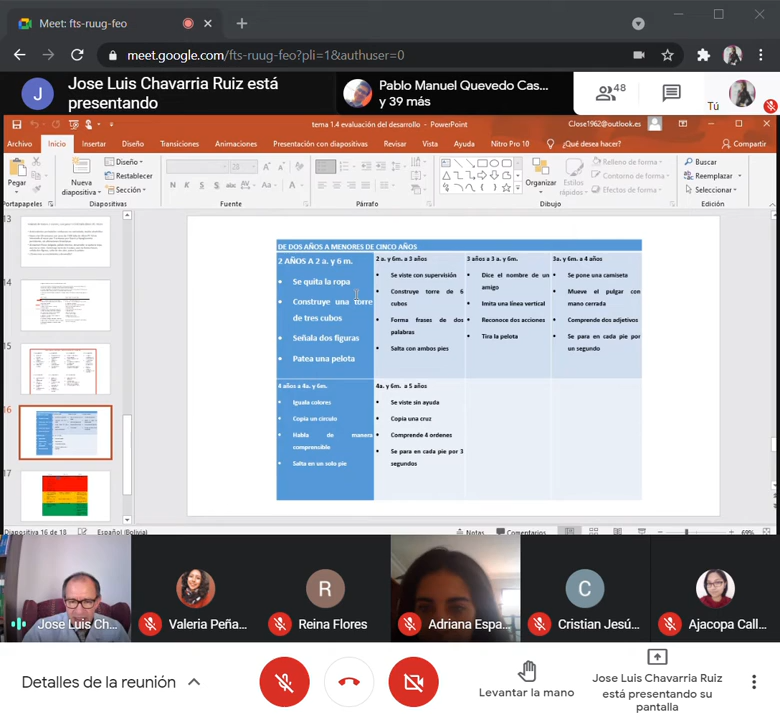 Meet: fts-ruug-feo
meet.google.com/fts-ruug-feo?pli=1&authuser=0
J
Jose Luis Chavarria Ruiz está
presentando
Pablo Manuel Quevedo Cas...
y 39 más
48
Tú
tema 1.4 evaluación del desarrollo - PowerPoint
CJose1962@outlook.es
Archivo Inicio Insertar Diseño Transiciones Animaciones Presentación con diapositivas Revisar Vista Ayuda Nitro Pro 10 ¿Qué desea hacer? Compartir
Pegar
Nueva
diapositiva
Diseño
Restablecer
Sección
28
N K S S abc AV Aa A
Organizar
Estilos
rápidos
Relleno de forma
Contorno de forma
Efectos de forma
Buscar
Reemplazar
Seleccionar
Portapapeles Diapositivas Fuente Párrafo Dibujo Edición
13
14
15
16
17
DE DOS AÑOS A MENORES DE CINCO AÑOS
2 AÑOS A 2 a. y 6 m.
• Se quita la ropa
• Construye una torre
de tres cubos
• Señala dos figuras
• Patea una pelota
2 a. y 6m. a 3 años
• Se viste con supervisión
• Construye torre de 6
cubos
• Forma frases de dos
palabras
• Salta con ambos pies
3 años a 3 a. y 6m.
• Dice el nombre de un
amigo
• Imita una línea vertical
• Reconoce dos acciones
• Tira la pelota
3a. y 6m. a 4 años
• Se pone una camiseta
• Mueve el pulgar con
mano cerrada
• Comprende dos adjetivos
• Se para en cada pie por
un segundo
4 años a 4a. y 6m.
• Iguala colores
• Copia un circulo
• Habla de manera
comprensible
• Salta en un solo pie
4a. y 6m. a 5 años
• Se viste sin ayuda
• Copia una cruz
• Comprende 4 ordenes
• Se para en cada pie por 3
segundos
Diapositiva 16 de 18 Español (Bolivia) Notas Comentarios 69%
Jose Luis Ch...
Valeria Peña...
R
Reina Flores
Adriana Espa...
C
Cristian Jesú...
Ajacopa Call...
Detalles de la reunión
Levantar la mano
Jose Luis Chavarria Ruiz
está presentando su
pantalla